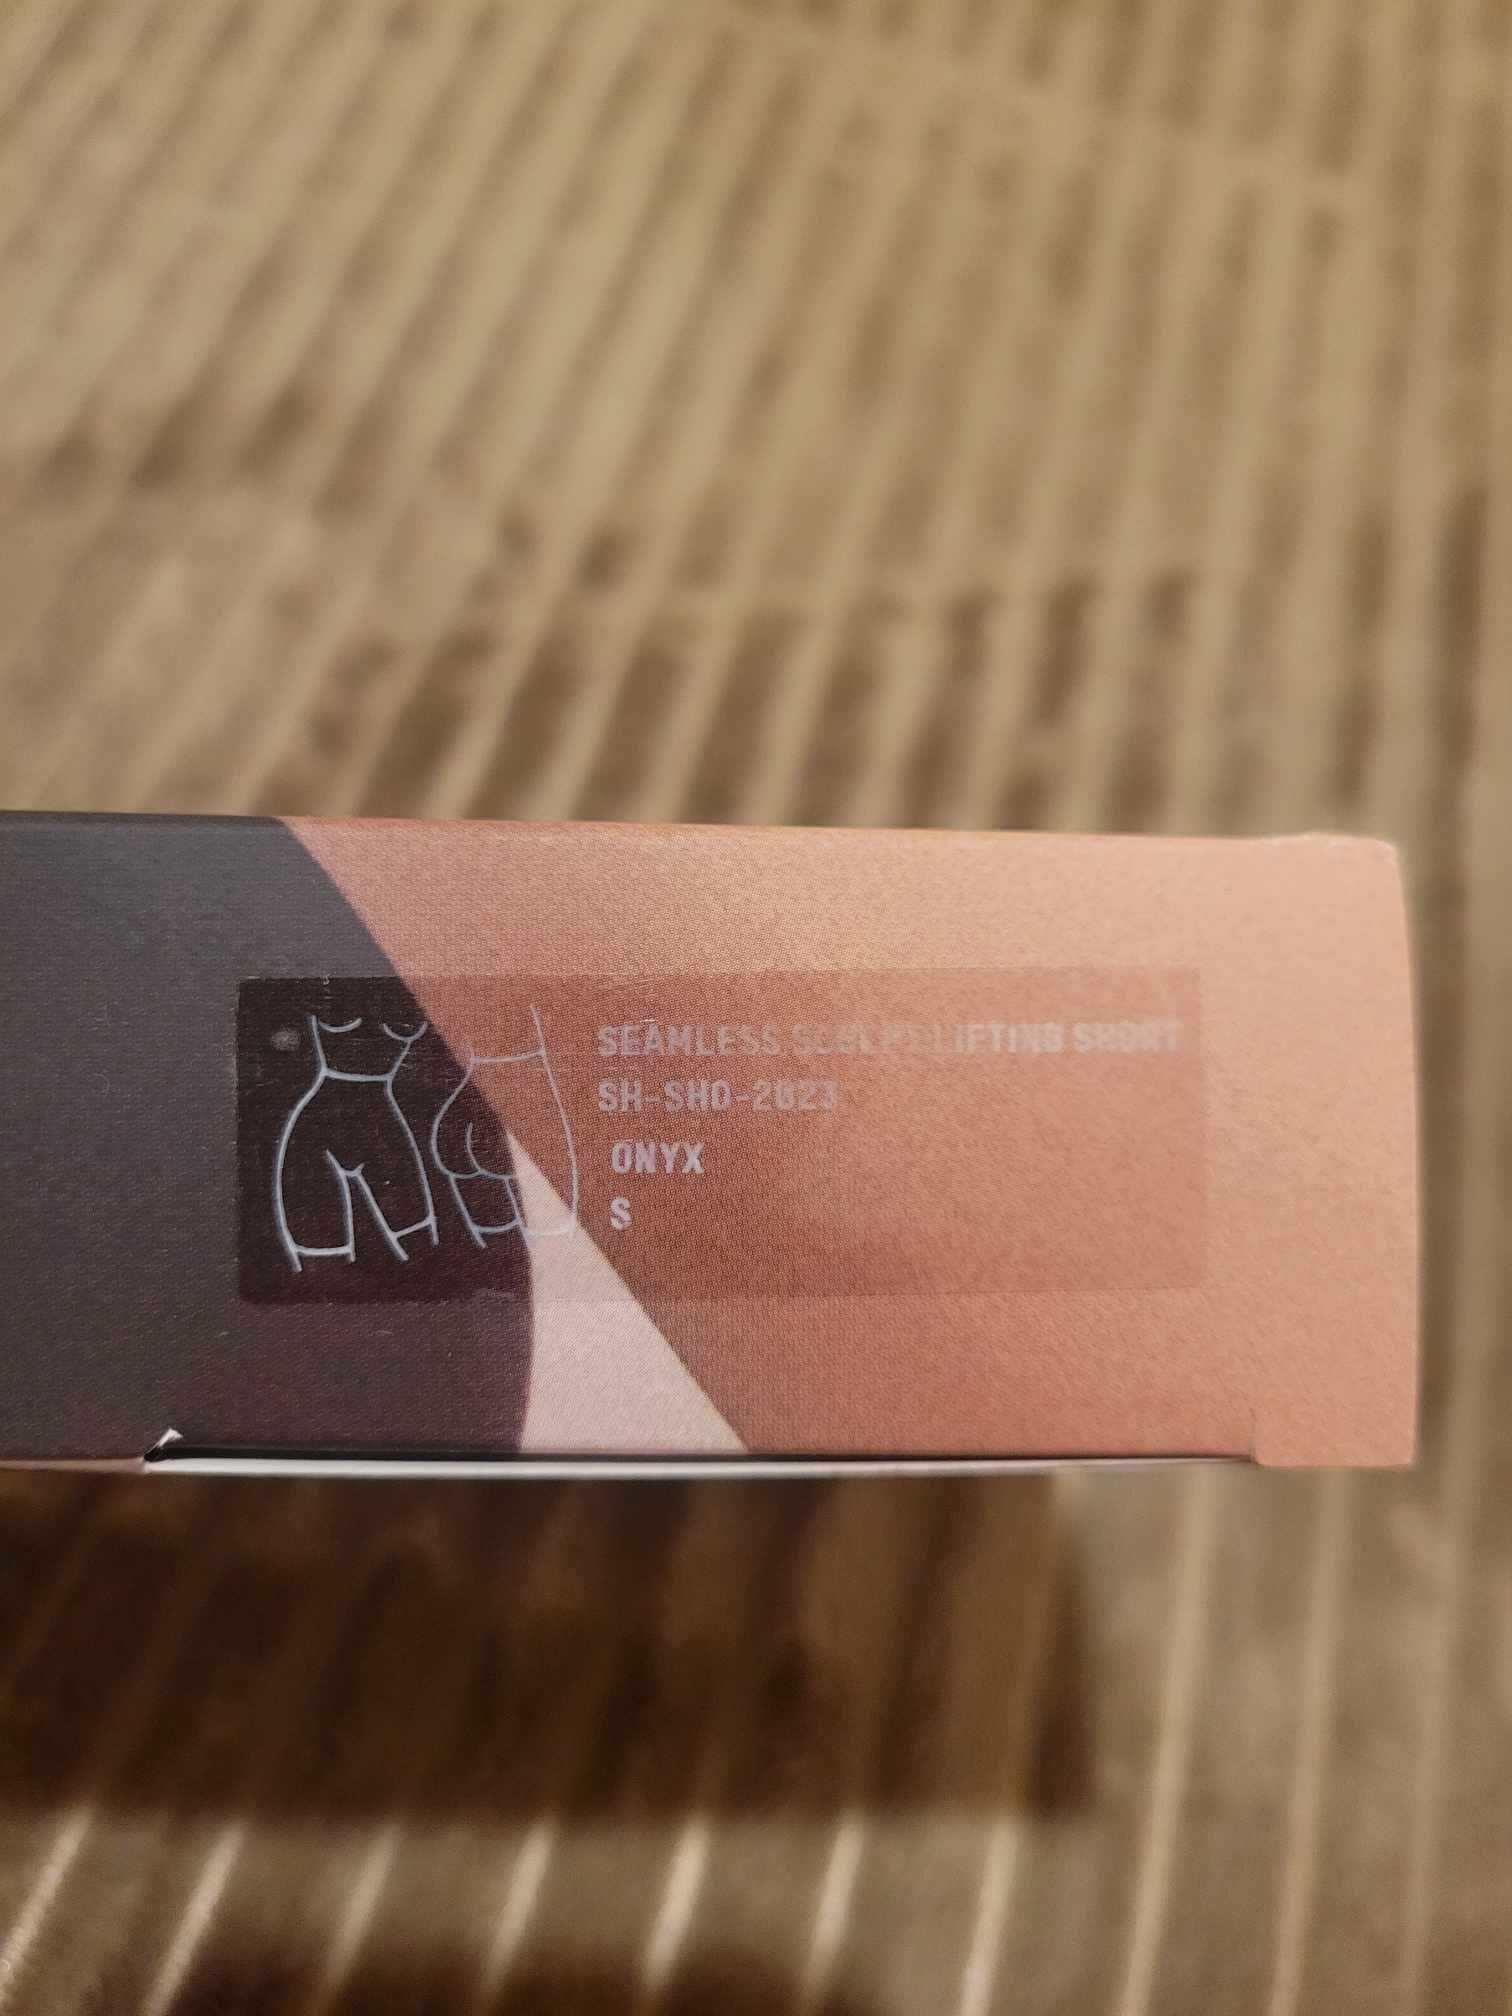 SEAMLESS SCULPT LIFTING SHORT
SH-SHO-2023
ONYX
S